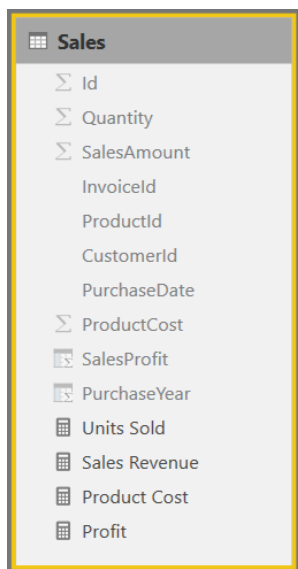 Sales
Id
Quantity
SalesAmount
InvoiceId
ProductId
CustomerId
PurchaseDate
ProductCost
SalesProfit
PurchaseYear
Units Sold
Sales Revenue
Product Cost
Profit